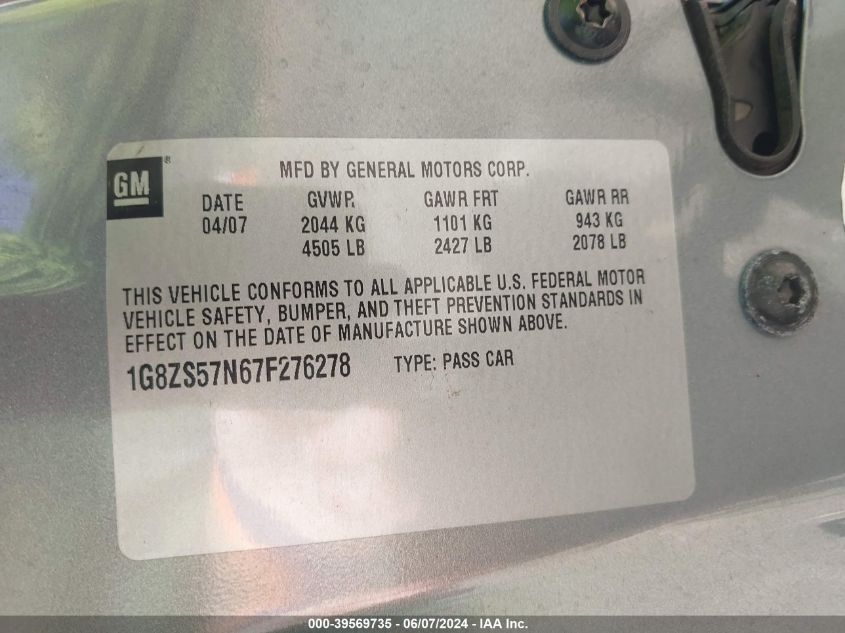 GM ®
MFD BY GENERAL MOTORS CORP.
DATE GVWR GAWR FRT GAWR RR
04/07 2044 KG 1101 KG 943 KG
4505 LB 2427 LB 2078 LB
THIS VEHICLE CONFORMS TO ALL APPLICABLE U.S. FEDERAL MOTOR
VEHICLE SAFETY, BUMPER, AND THEFT PREVENTION STANDARDS IN
EFFECT ON THE DATE OF MANUFACTURE SHOWN ABOVE.
1G8ZS57N67F276278 TYPE: PASS CAR
000-39569735 - 06/07/2024 - IAA Inc.